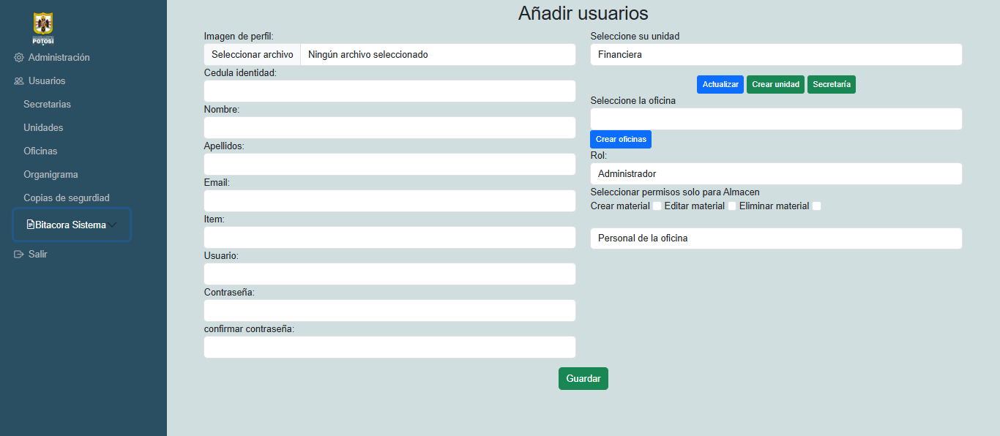 POTOSÍ
Administración
Usuarios
Secretarias
Unidades
Oficinas
Organigrama
Copias de segurdiad
Bitacora Sistema
Salir
Añadir usuarios
Imagen de perfil:
Seleccionar archivo Ningún archivo seleccionado
Cedula identidad:
Nombre:
Apellidos:
Email:
Item:
Usuario:
Contraseña:
confirmar contraseña:
Seleccione su unidad
Financiera
Actualizar Crear unidad Secretaría
Seleccione la oficina
Crear oficinas
Rol:
Administrador
Seleccionar permisos solo para Almacen
Crear material Editar material Eliminar material
Personal de la oficina
Guardar